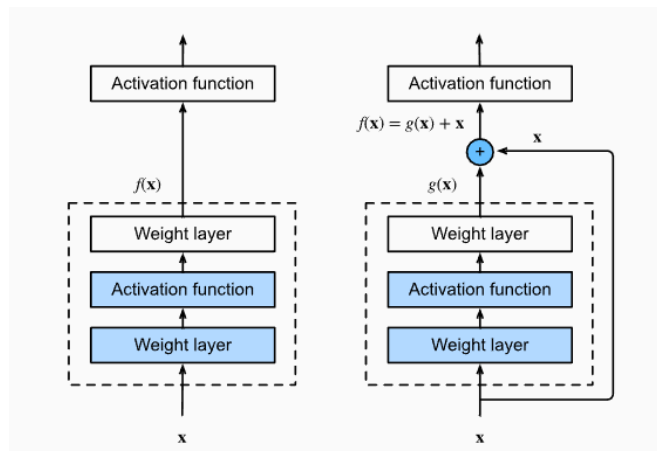 Activation function
f(x)
Weight layer
Activation function
Weight layer
x
Activation function
f(x) = g(x) + x
x
+
g(x)
Weight layer
Activation function
Weight layer
x